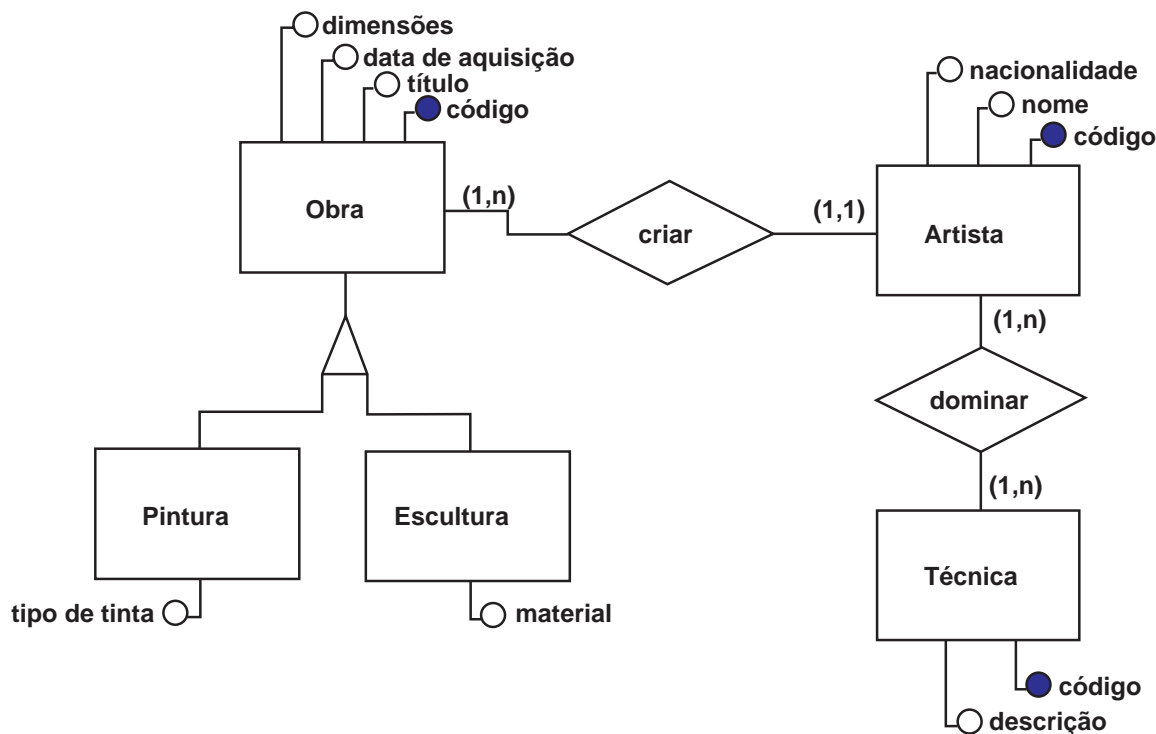 dimensões
data de aquisição
título
código
nacionalidade
nome
código
Obra
(1,n)
criar
(1,1)
Artista
(1,n)
dominar
(1,n)
Pintura
Escultura
Técnica
tipo de tinta
material
código
descrição